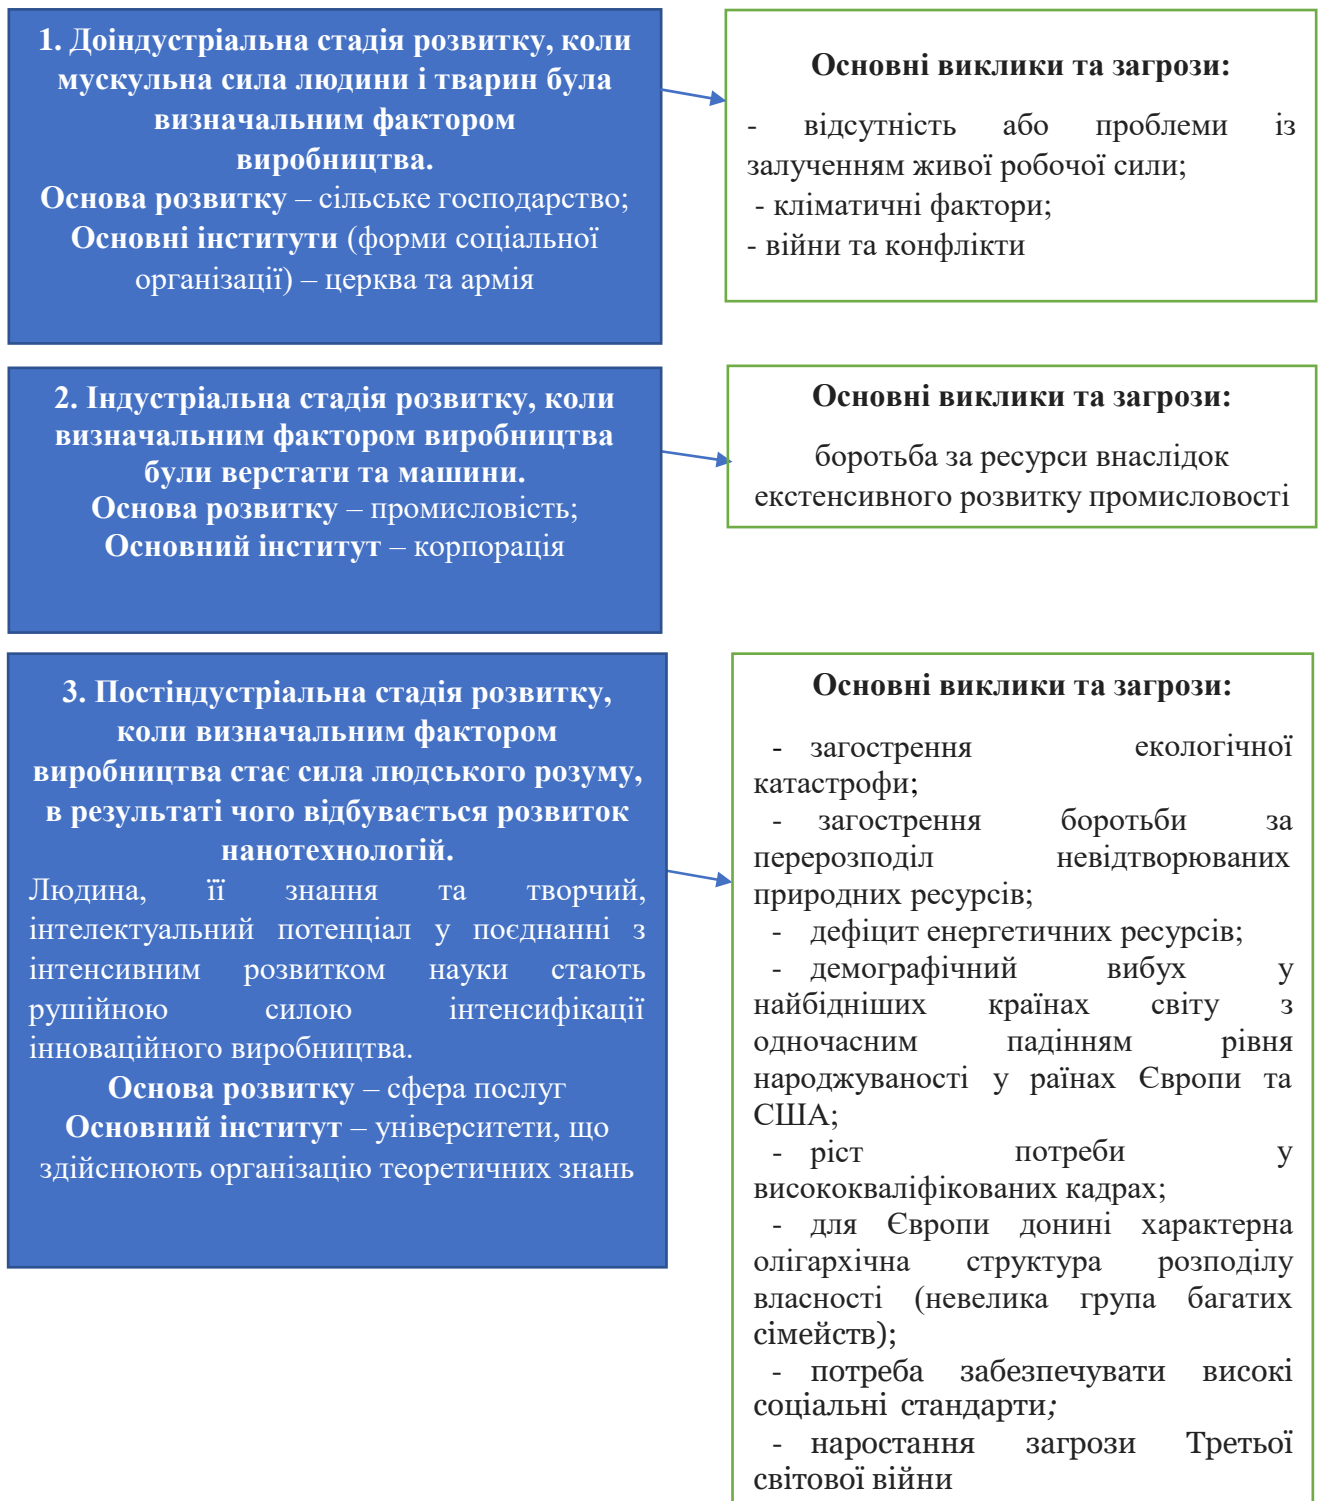 1. Доіндустріальна стадія розвитку, коли
мускульна сила людини і тварин була
визначальним фактором
виробництва.
Основа розвитку – сільське господарство;
Основні інститути (форми соціальної
організації) – церква та армія
Основні виклики та загрози:
- відсутність або проблеми із
залученням живої робочої сили;
- кліматичні фактори;
- війни та конфлікти
2. Індустріальна стадія розвитку, коли
визначальним фактором виробництва
були верстати та машини.
Основа розвитку – промисловість;
Основний інститут – корпорація
Основні виклики та загрози:
боротьба за ресурси внаслідок
екстенсивного розвитку промисловості
3. Постіндустріальна стадія розвитку,
коли визначальним фактором
виробництва стає сила людського розуму,
в результаті чого відбувається розвиток
нанотехнологій.
Людина, її знання та творчий,
інтелектуальний потенціал у поєднанні з
інтенсивним розвитком науки стають
рушійною силою інтенсифікації
інноваційного виробництва.
Основа розвитку – сфера послуг
Основний інститут – університети, що
здійснюють організацію теоретичних знань
Основні виклики та загрози:
- загострення екологічної
катастрофи;
- загострення боротьби за
перерозподіл невідтворюваних
природних ресурсів;
- дефіцит енергетичних ресурсів;
- демографічний вибух у
найбідніших країнах світу з
одночасним падінням рівня
народжуваності у раїнах Європи та
США;
- ріст потреби у
висококваліфікованих кадрах;
- для Європи донині характерна
олігархічна структура розподілу
власності (невелика група багатих
сімейств);
- потреба забезпечувати високі
соціальні стандарти;
- наростання загрози Третьої
світової війни